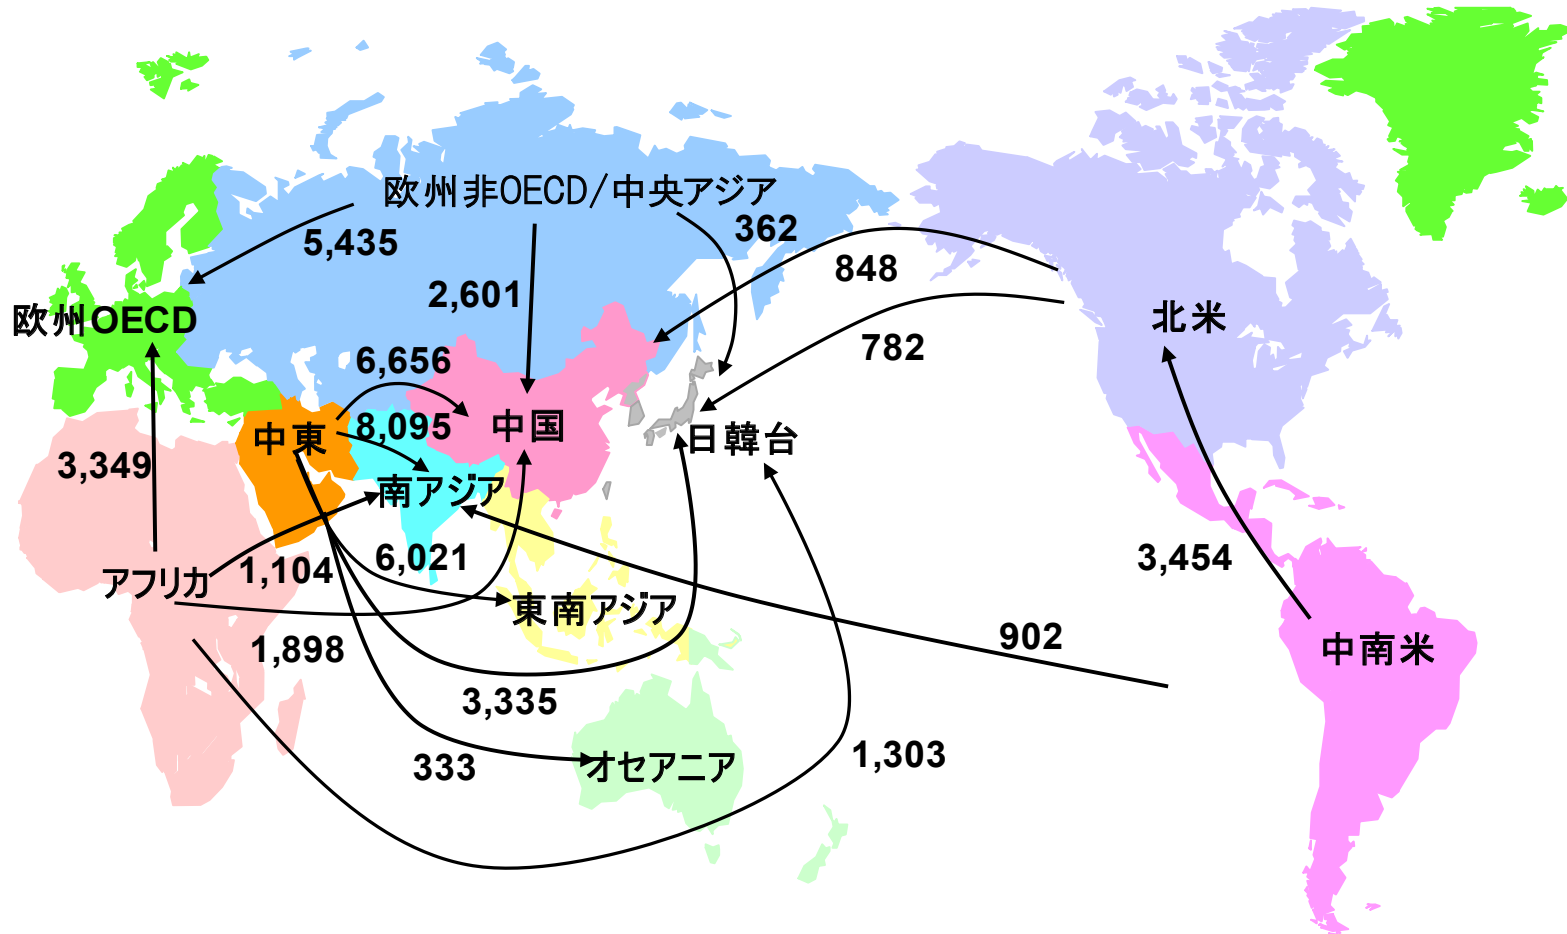 欧州非OECD/中央アジア
362
5,435
848
2,601
欧州OECD
北米
782
6,656
中国
8,095
中東
日韓台
3,349
南アジア
6,021
1,104
3,454
アフリカ
東南アジア
902
1,898
中南米
3,335
1,303
333
オセアニア